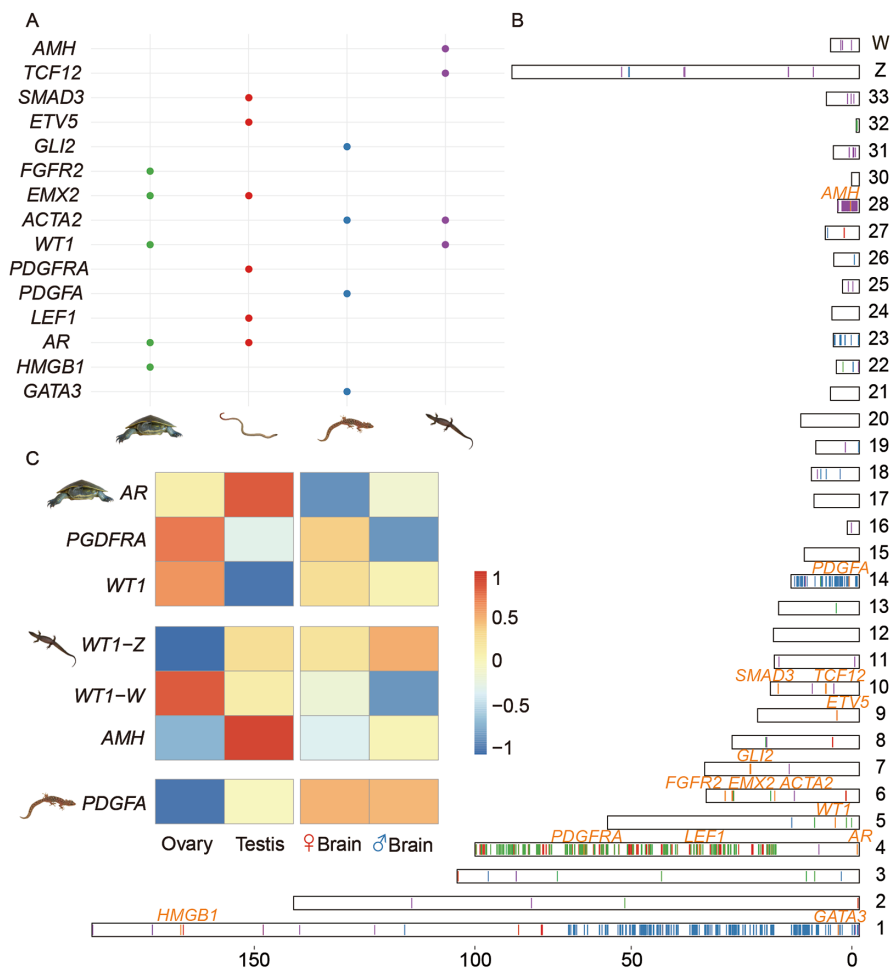 A
AMH
TCF12
SMAD3
ETV5
GLI2
FGFR2
EMX2
ACTA2
WT1
PDGFRA
PDGFA
LEF1
AR
HMGB1
GATA3
B
W
Z
33
32
31
30
AMH
28
27
26
25
24
23
22
21
20
19
18
17
16
15
PDGFA
14
13
12
11
SMAD3 TCF12
10
ETV5
9
8
GLI2
7
FGFR2 EMX2 ACTA2
6
WT1
5
PDGFRA LEF1 AR
4
3
2
HMGB1 GATA3
1
150 100 50 0
C
AR
PGDFRA
WT1
WT1-Z
WT1-W
AMH
PDGFA
Ovary Testis ♀Brain ♂Brain
1
0.5
0
-0.5
-1